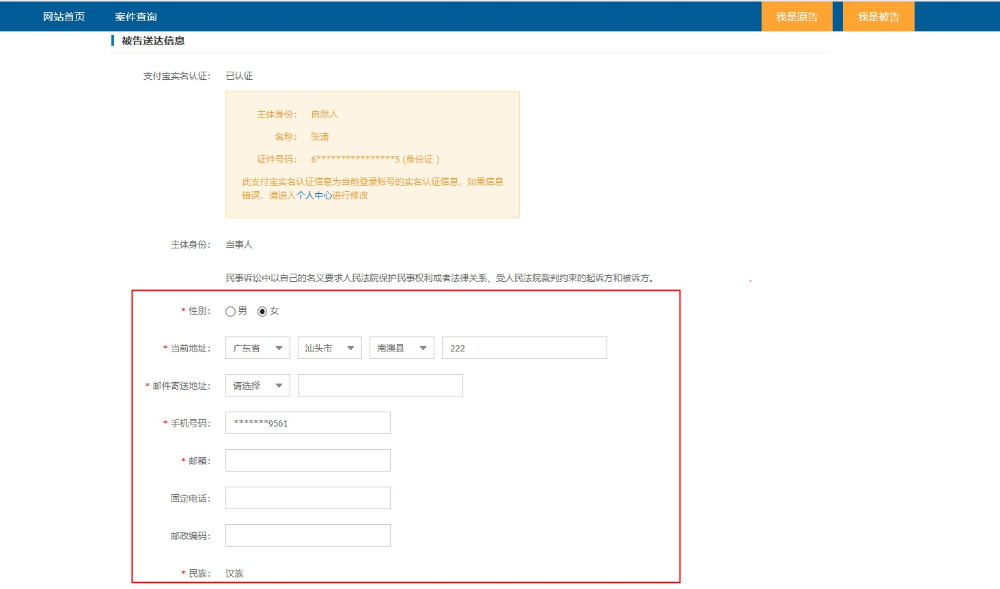 网站首页 案件查询 我是原告 我是被告
被告送达信息
支付宝实名认证： 已认证
主体身份： 自然人
名称： 张涛
证件号码： 6****************5 (身份证 )
此支付宝实名认证信息为当前登录账号的实名认证信息，如果信息
错误，请进入个人中心进行修改
主体身份： 当事人
民事诉讼中以自己的名义要求人民法院保护民事权利或者法律关系、受人民法院裁判约束的起诉方和被诉方。
* 性别： 男 女
* 当前地址： 广东省 汕头市 南澳县 222
* 邮件寄送地址： 请选择
* 手机号码： *******9561
* 邮箱：
固定电话：
邮政编码：
* 民族： 汉族